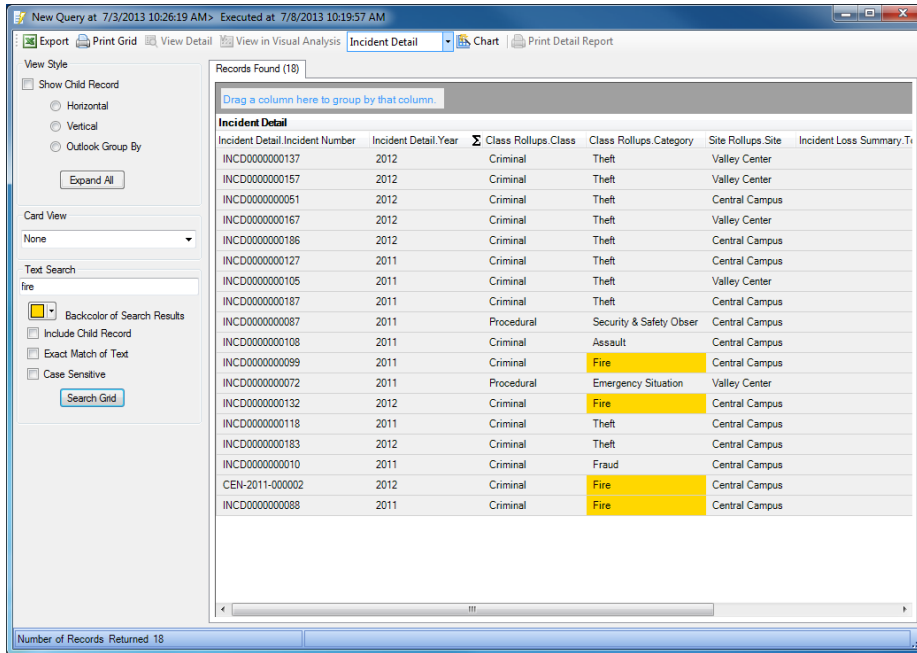 New Query at 7/3/2013 10:26:19 AM> Executed at 7/8/2013 10:19:57 AM
Export Print Grid View Detail View in Visual Analysis Incident Detail Chart Print Detail Report
View Style
Show Child Record
Horizontal
Vertical
Outlook Group By
Expand All
Card View
None
Text Search
fire
Backcolor of Search Results
Include Child Record
Exact Match of Text
Case Sensitive
Search Grid
Records Found (18)
Drag a column here to group by that column.
Incident Detail
Incident Detail.Incident Number Incident Detail.Year Σ Class Rollups.Class Class Rollups.Category Site Rollups.Site Incident Loss Summary.To
INCD0000000137 2012 Criminal Theft Valley Center
INCD0000000157 2012 Criminal Theft Valley Center
INCD0000000051 2012 Criminal Theft Central Campus
INCD0000000167 2012 Criminal Theft Valley Center
INCD0000000186 2012 Criminal Theft Central Campus
INCD0000000127 2011 Criminal Theft Central Campus
INCD0000000105 2011 Criminal Theft Valley Center
INCD0000000187 2011 Criminal Theft Central Campus
INCD0000000087 2011 Procedural Security & Safety Obser Central Campus
INCD0000000108 2011 Criminal Assault Central Campus
INCD0000000099 2011 Criminal Fire Central Campus
INCD0000000072 2011 Procedural Emergency Situation Valley Center
INCD0000000132 2012 Criminal Fire Central Campus
INCD0000000118 2011 Criminal Theft Central Campus
INCD0000000183 2012 Criminal Theft Central Campus
INCD0000000010 2011 Criminal Fraud Central Campus
CEN-2011-000002 2012 Criminal Fire Central Campus
INCD0000000088 2011 Criminal Fire Central Campus
Number of Records Returned 18